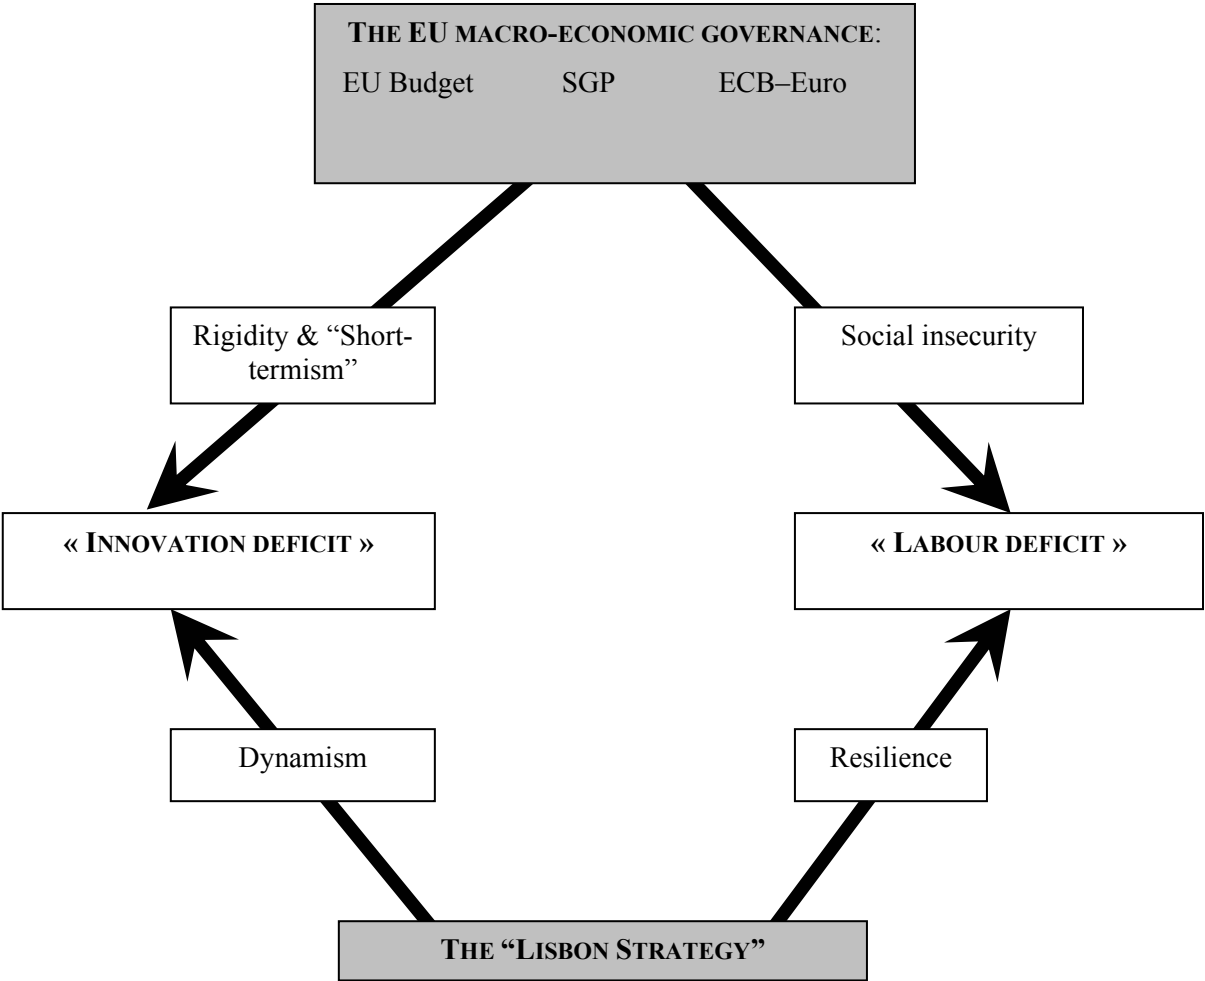 THE EU MACRO-ECONOMIC GOVERNANCE:
EU Budget SGP ECB–Euro
Rigidity & “Short-
termism”
Social insecurity
« INNOVATION DEFICIT »
« LABOUR DEFICIT »
Dynamism
Resilience
THE “LISBON STRATEGY”